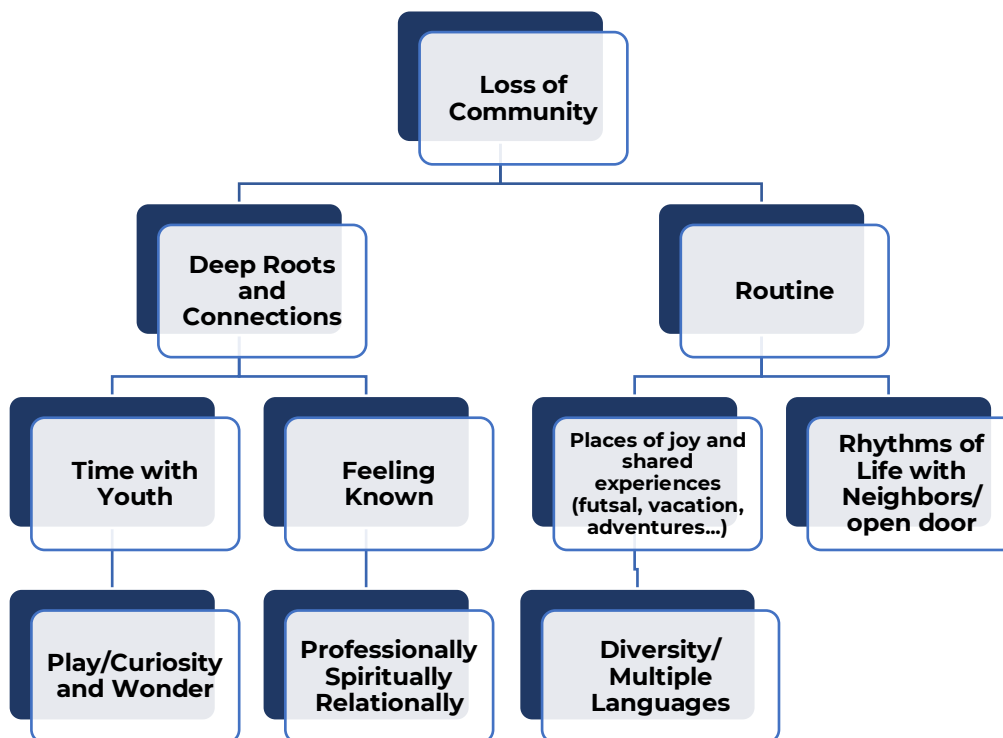 Loss of
Community
Deep Roots
and
Connections
Routine
Time with
Youth
Feeling
Known
Places of joy and
shared
experiences
(futsal, vacation,
adventures...)
Rhythms of
Life with
Neighbors/
open door
Play/Curiosity
and Wonder
Professionally
Spiritually
Relationally
Diversity/
Multiple
Languages